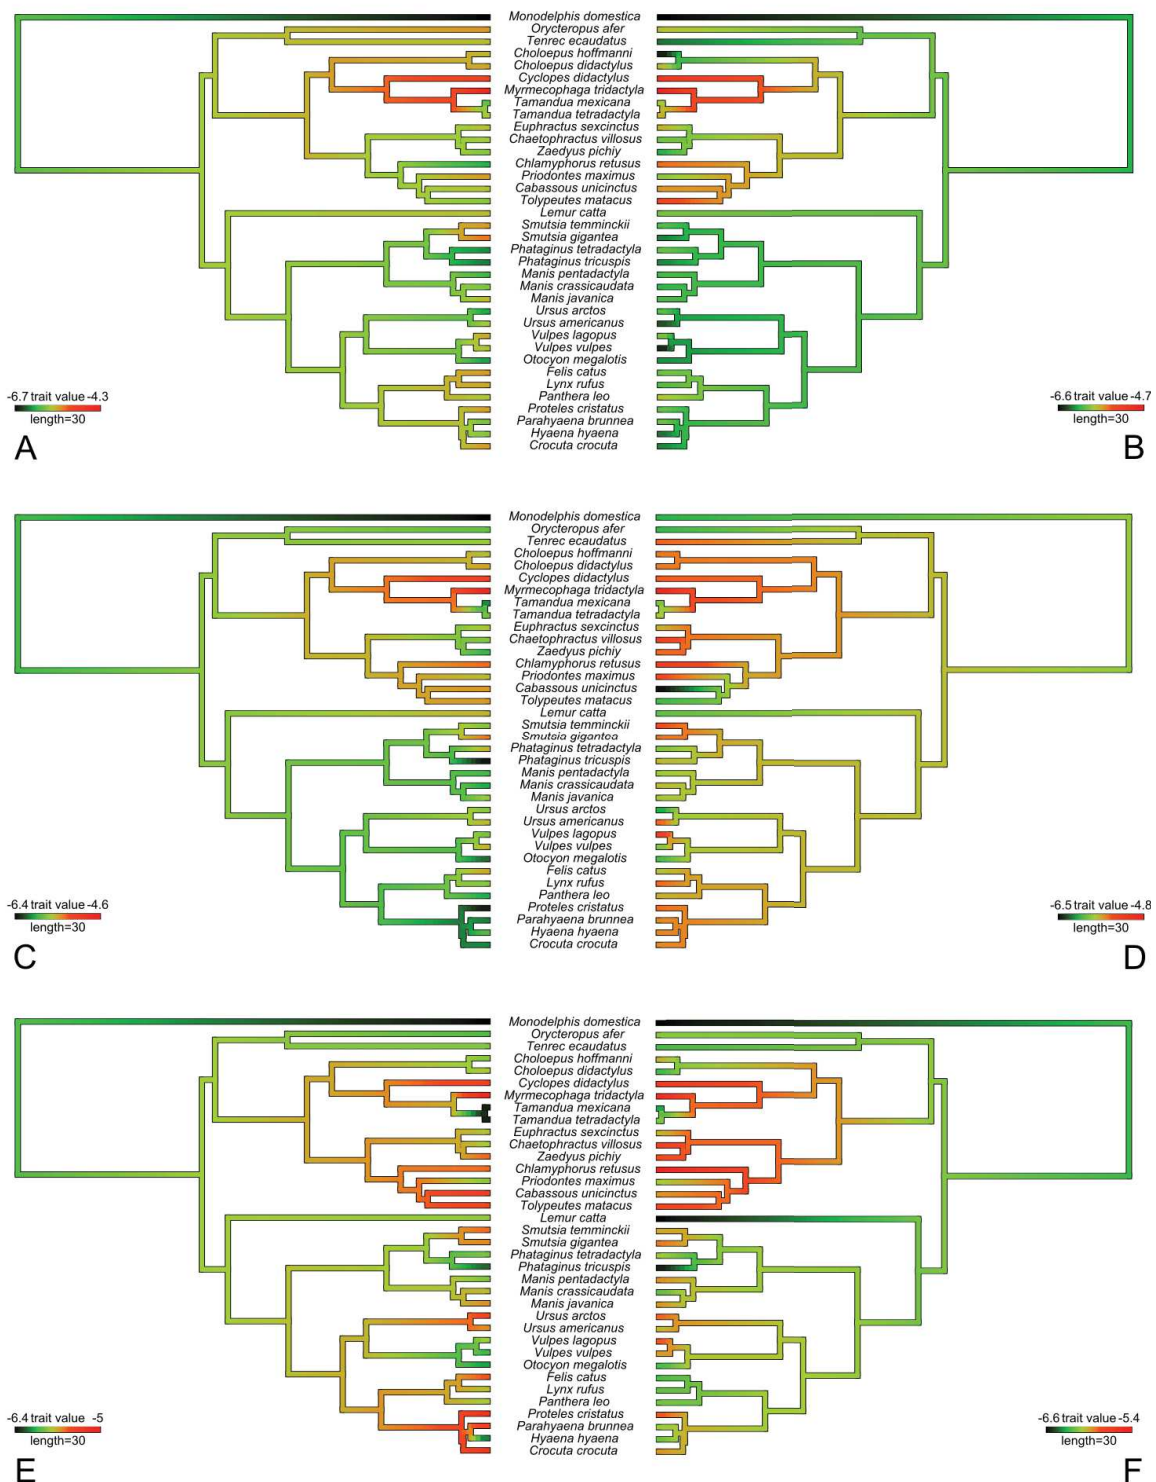 Monodelphis domestica
Orycteropus afer
Tenrec ecaudatus
Choloepus hoffmanni
Choloepus didactylus
Cyclopes didactylus
Myrmecophaga tridactyla
Tamandua mexicana
Tamandua tetradactyla
Euphractus sexcinctus
Chaetophractus villosus
Zaedyus pichiy
Chlamyphorus retusus
Priodontes maximus
Cabassous unicinctus
Tolypeutes matacus
Lemur catta
Smutsia temminckii
Smutsia gigantea
Phataginus tetradactyla
Phataginus tricuspis
Manis pentadactyla
Manis crassicaudata
Manis javanica
Ursus arctos
Ursus americanus
Vulpes lagopus
Vulpes vulpes
Otocyon megalotis
Felis catus
Lynx rufus
Panthera leo
Proteles cristatus
Parahyaena brunnea
Hyaena hyaena
Crocuta crocuta
-6.7 trait value -4.3
length=30
A
-6.6 trait value -4.7
length=30
B
Monodelphis domestica
Orycteropus afer
Tenrec ecaudatus
Choloepus hoffmanni
Choloepus didactylus
Cyclopes didactylus
Myrmecophaga tridactyla
Tamandua mexicana
Tamandua tetradactyla
Euphractus sexcinctus
Chaetophractus villosus
Zaedyus pichiy
Chlamyphorus retusus
Priodontes maximus
Cabassous unicinctus
Tolypeutes matacus
Lemur catta
Smutsia temminckii
Smutsia gigantea
Phataginus tetradactyla
Phataginus tricuspis
Manis pentadactyla
Manis crassicaudata
Manis javanica
Ursus arctos
Ursus americanus
Vulpes lagopus
Vulpes vulpes
Otocyon megalotis
Felis catus
Lynx rufus
Panthera leo
Proteles cristatus
Parahyaena brunnea
Hyaena hyaena
Crocuta crocuta
-6.4 trait value -4.6
length=30
C
-6.5 trait value -4.8
length=30
D
Monodelphis domestica
Orycteropus afer
Tenrec ecaudatus
Choloepus hoffmanni
Choloepus didactylus
Cyclopes didactylus
Myrmecophaga tridactyla
Tamandua mexicana
Tamandua tetradactyla
Euphractus sexcinctus
Chaetophractus villosus
Zaedyus pichiy
Chlamyphorus retusus
Priodontes maximus
Cabassous unicinctus
Tolypeutes matacus
Lemur catta
Smutsia temminckii
Smutsia gigantea
Phataginus tetradactyla
Phataginus tricuspis
Manis pentadactyla
Manis crassicaudata
Manis javanica
Ursus arctos
Ursus americanus
Vulpes lagopus
Vulpes vulpes
Otocyon megalotis
Felis catus
Lynx rufus
Panthera leo
Proteles cristatus
Parahyaena brunnea
Hyaena hyaena
Crocuta crocuta
-6.4 trait value -5
length=30
E
-6.6 trait value -5.4
length=30
F